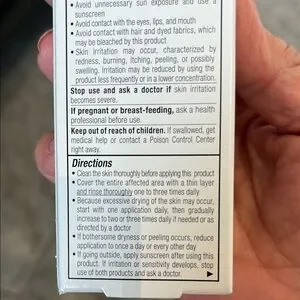 • Avoid unnecessary sun exposure and use a
sunscreen
• Avoid contact with the eyes, lips, and mouth
• Avoid contact with hair and dyed fabrics, which
may be bleached by this product
• Skin irritation may occur, characterized by
redness, burning, itching, peeling, or possibly
swelling. Irritation may be reduced by using the
product less frequently or in a lower concentration.
Stop use and ask a doctor if skin irritation
becomes severe.
If pregnant or breast-feeding, ask a health
professional before use.
Keep out of reach of children. If swallowed, get
medical help or contact a Poison Control Center
right away.
Directions
• Clean the skin thoroughly before applying this product
• Cover the entire affected area with a thin layer
and rinse thoroughly one to three times daily
• Because excessive drying of the skin may occur,
start with one application daily, then gradually
increase to two or three times daily if needed or as
directed by a doctor
• If bothersome dryness or peeling occurs, reduce
application to once a day or every other day
• If going outside, apply sunscreen after using this
product. If irritation or sensitivity develops, stop
use of both products and ask a doctor.